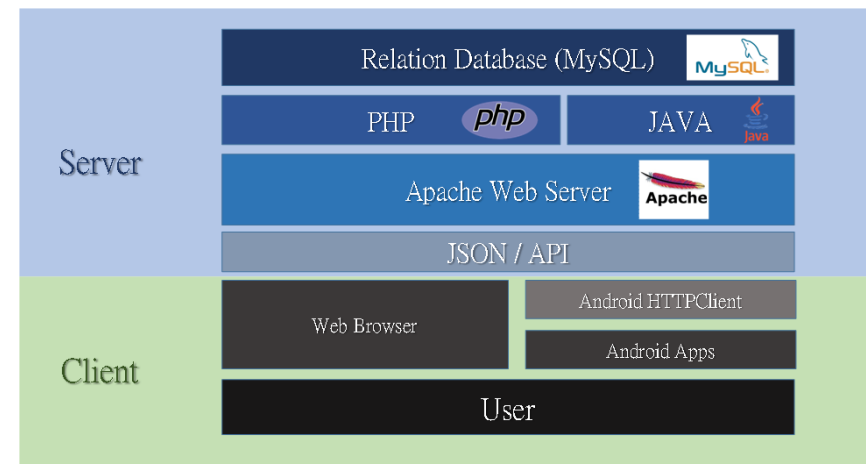 Relation Database (MySQL)
MySQL.
PHP
php
JAVA
Java
Server
Apache Web Server
Apache
JSON / API
Web Browser
Android HTTPClient
Android Apps
Client
User